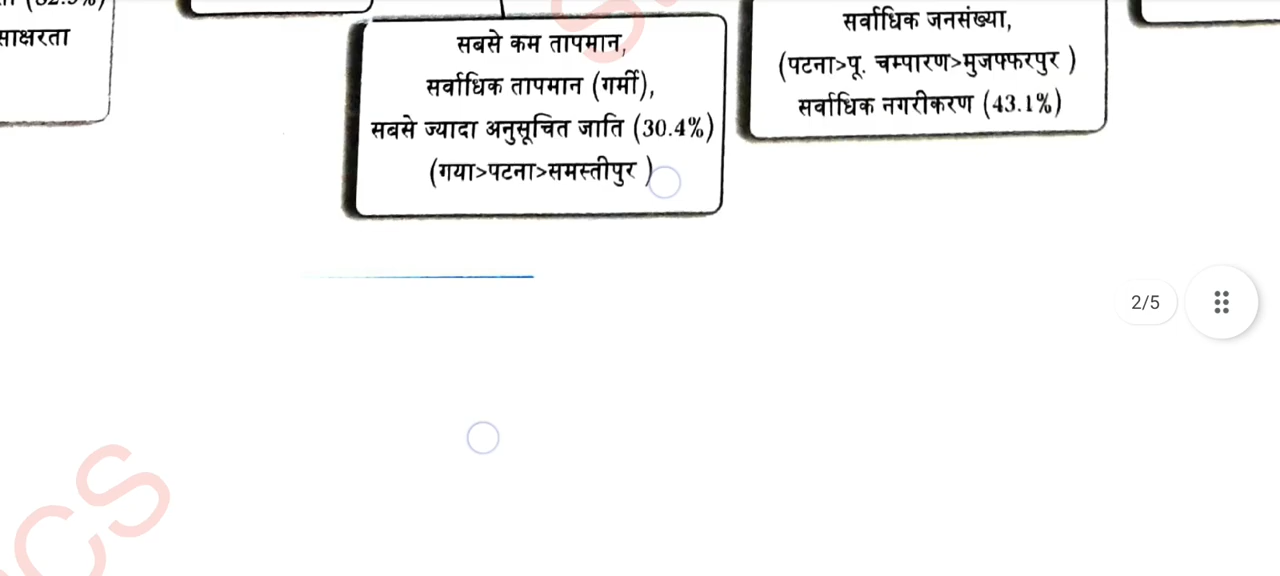 साक्षरता
सबसे कम तापमान,
सर्वाधिक तापमान (गर्मी),
सबसे ज्यादा अनुसूचित जाति (30.4%)
(गया>पटना>समस्तीपुर )
सर्वाधिक जनसंख्या,
(पटना>पू. चम्पारण>मुजफ्फरपुर )
सर्वाधिक नगरीकरण (43.1%)
2/5
CS